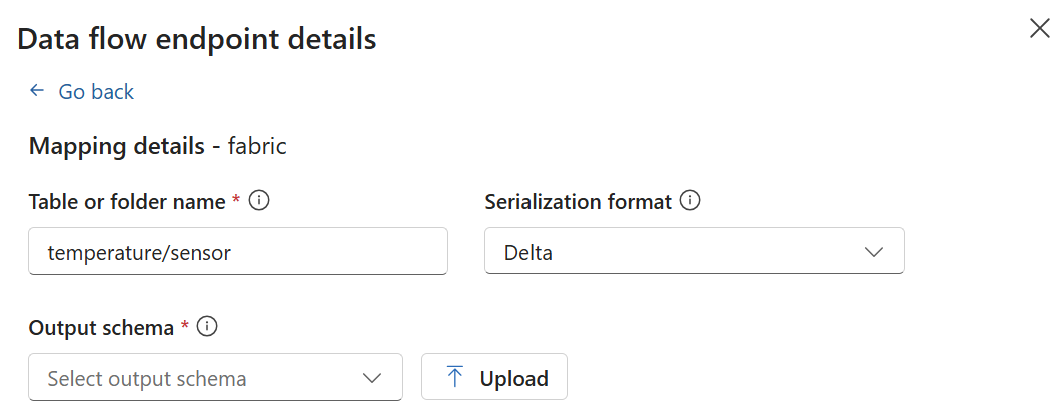 Data flow endpoint details
Go back
Mapping details - fabric
Table or folder name * Serialization format
temperature/sensor Delta
Output schema *
Select output schema Upload